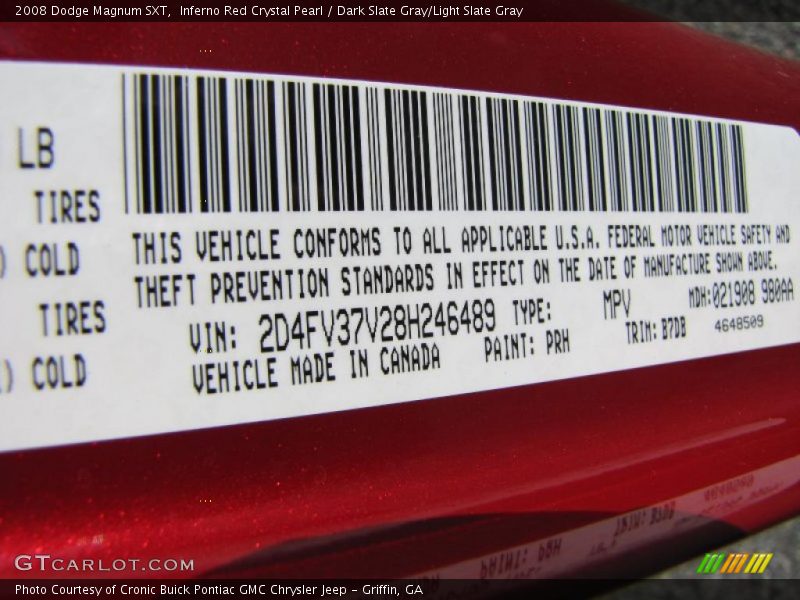 2008 Dodge Magnum SXT,  Inferno Red Crystal Pearl / Dark Slate Gray/Light Slate Gray
LB
TIRES
) COLD
TIRES
) COLD
THIS VEHICLE CONFORMS TO ALL APPLICABLE U.S.A. FEDERAL MOTOR VEHICLE SAFETY AND
THEFT PREVENTION STANDARDS IN EFFECT ON THE DATE OF MANUFACTURE SHOWN ABOVE.
VIN: 2D4FV37V28H246489 TYPE: MPV MDH:021908 980AA
VEHICLE MADE IN CANADA PAINT: PRH TRIM: B7DB 4648509
GTCARLOT.COM
Photo Courtesy of Cronic Buick Pontiac GMC Chrysler Jeep – Griffin, GA